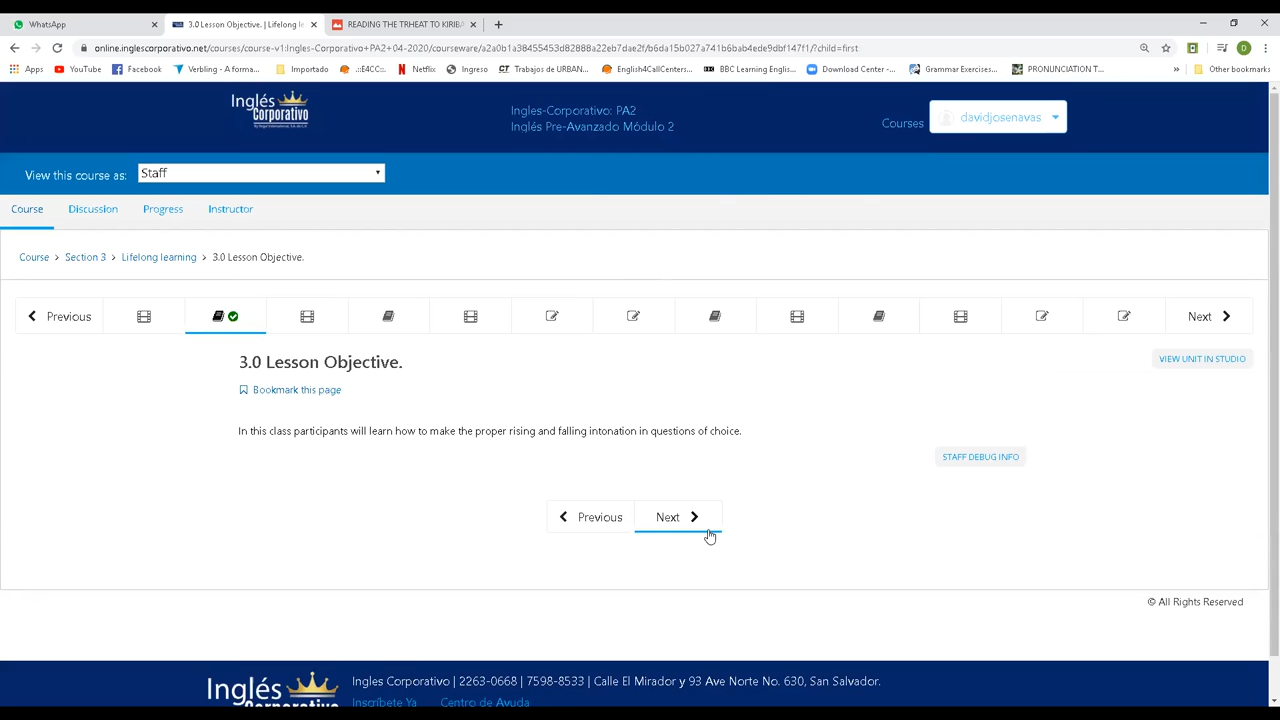 WhatsApp
3.0 Lesson Objective. | Lifelong le
READING THE TRHEAT TO KIRIBA
online.inglescorporativo.net/courses/course-v1:Ingles-Corporativo+PA2+04-2020/courseware/a2a0b1a38455453d82888a22eb7dae2f/b6da15b027a741b6bab4ede9dbf147f1/?child=first
D
Apps
YouTube
Facebook
Verbling - A forma...
Importado
.::E4CC::.
Netflix
Ingreso
CT Trabajos de URBAN...
English4CallCenters...
BBC Learning Englis...
Download Center -...
Grammar Exercises...
PRONUNCIATION T...
»
Other bookmarks
Inglés
Corporativo
Ingles-Corporativo: PA2
Inglés Pre-Avanzado Módulo 2
Courses
davidjosenavas
View this course as:
Staff
Course
Discussion
Progress
Instructor
Course > Section 3 > Lifelong learning > 3.0 Lesson Objective.
Previous
Next
3.0 Lesson Objective.
VIEW UNIT IN STUDIO
Bookmark this page
In this class participants will learn how to make the proper rising and falling intonation in questions of choice.
STAFF DEBUG INFO
Previous
Next
© All Rights Reserved
Inglés
Corporativo
Ingles Corporativo | 2263-0668 | 7598-8533 | Calle El Mirador y 93 Ave Norte No. 630, San Salvador.
Inscríbete Ya
Centro de Ayuda